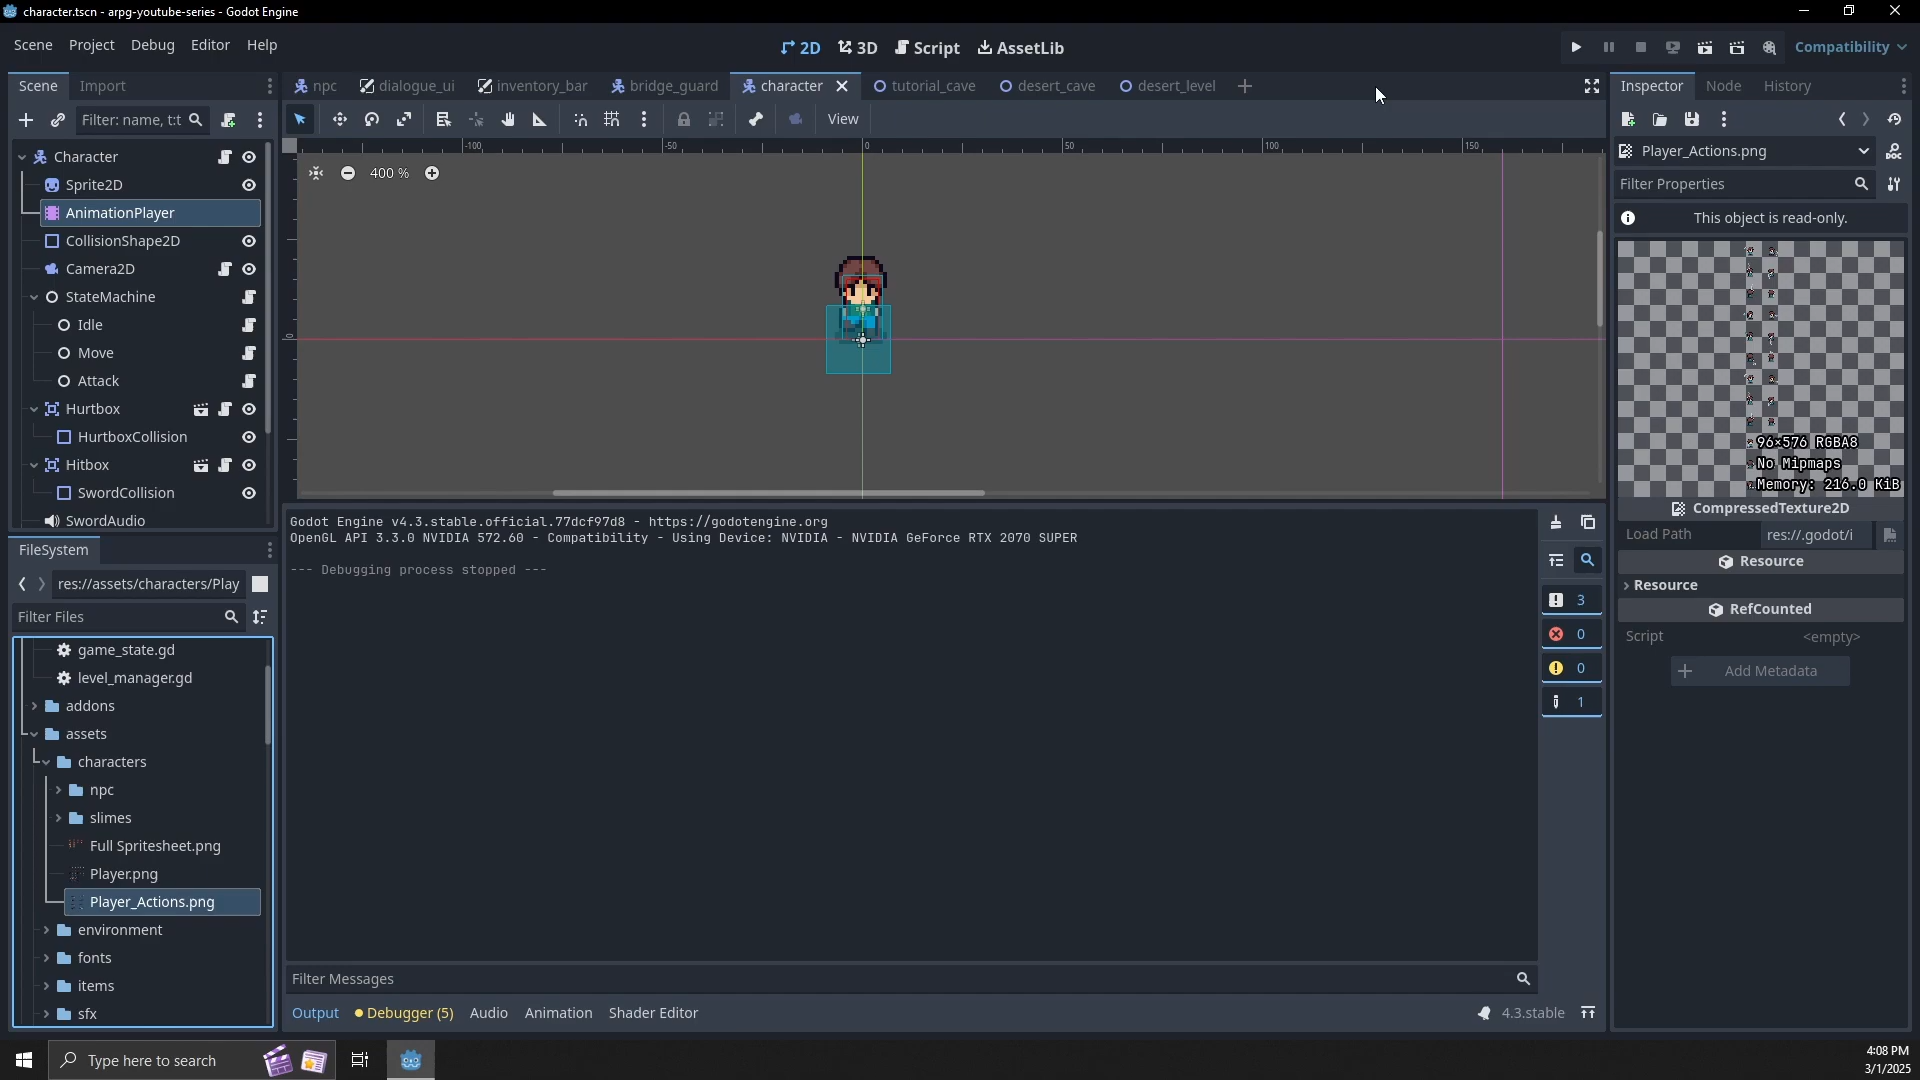 character.tscn - arpg-youtube-series - Godot Engine
Scene Project Debug Editor Help
2D 3D Script AssetLib
Compatibility
Scene Import
npc dialogue_ui inventory_bar bridge_guard character tutorial_cave desert_cave desert_level
Inspector Node History
Filter: name, t:t
View
Player_Actions.png
Filter Properties
This object is read-only.
Character
Sprite2D
AnimationPlayer
CollisionShape2D
Camera2D
StateMachine
Idle
Move
Attack
Hurtbox
HurtboxCollision
Hitbox
SwordCollision
SwordAudio
-100 -50 0 50 100 150
0
400 %
96×576 RGBA8
No Mipmaps
Memory: 216.0 KiB
CompressedTexture2D
Load Path res://.godot/i
Resource
Resource
RefCounted
Script <empty>
Add Metadata
FileSystem
res://assets/characters/Play
Filter Files
game_state.gd
level_manager.gd
addons
assets
characters
npc
slimes
Full Spritesheet.png
Player.png
Player_Actions.png
environment
fonts
items
sfx
Godot Engine v4.3.stable.official.77dcf97d8 - https://godotengine.org
OpenGL API 3.3.0 NVIDIA 572.60 - Compatibility - Using Device: NVIDIA - NVIDIA GeForce RTX 2070 SUPER
--- Debugging process stopped ---
3
0
0
1
Filter Messages
Output Debugger (5) Audio Animation Shader Editor
4.3.stable
Type here to search
4:08 PM
3/1/2025